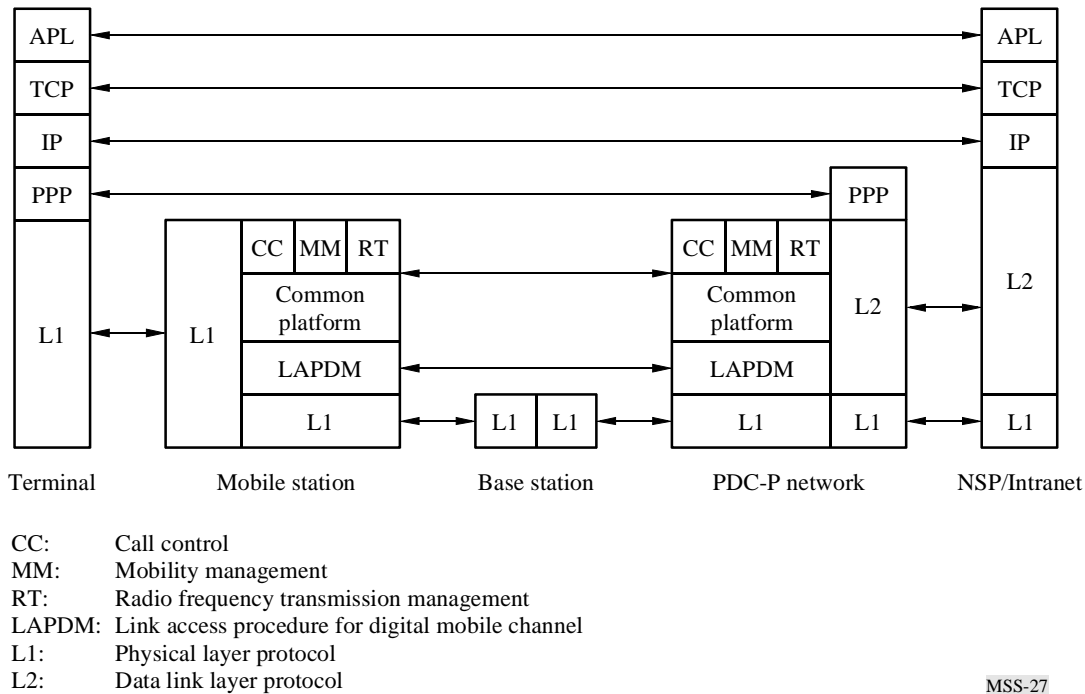 APL APL
TCP TCP
IP IP
PPP PPP
CC MM RT CC MM RT
Common platform Common platform
L1 L1 L2 L2
LAPDM LAPDM
L1 L1 L1 L1 L1 L1
Terminal Mobile station Base station PDC-P network NSP/Intranet
CC: Call control
MM: Mobility management
RT: Radio frequency transmission management
LAPDM: Link access procedure for digital mobile channel
L1: Physical layer protocol
L2: Data link layer protocol
MSS-27